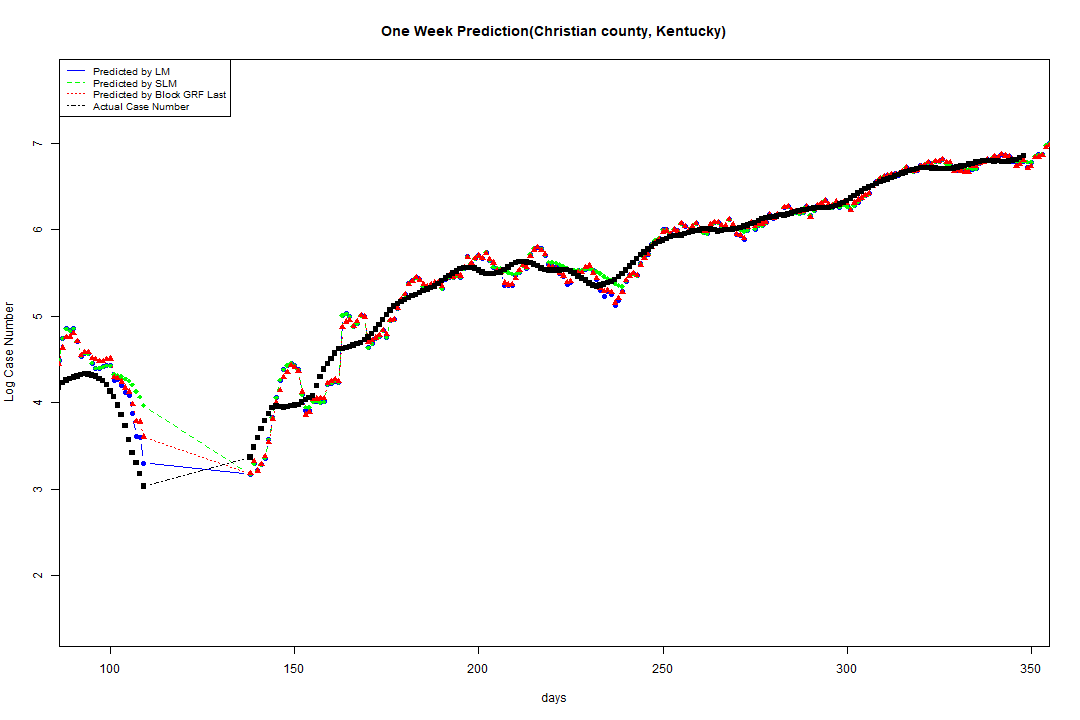 One Week Prediction(Christian county, Kentucky)
Predicted by LM
Predicted by SLM
Predicted by Block GRF Last
Actual Case Number
7
6
5
4
3
2
Log Case Number
100 150 200 250 300 350
days